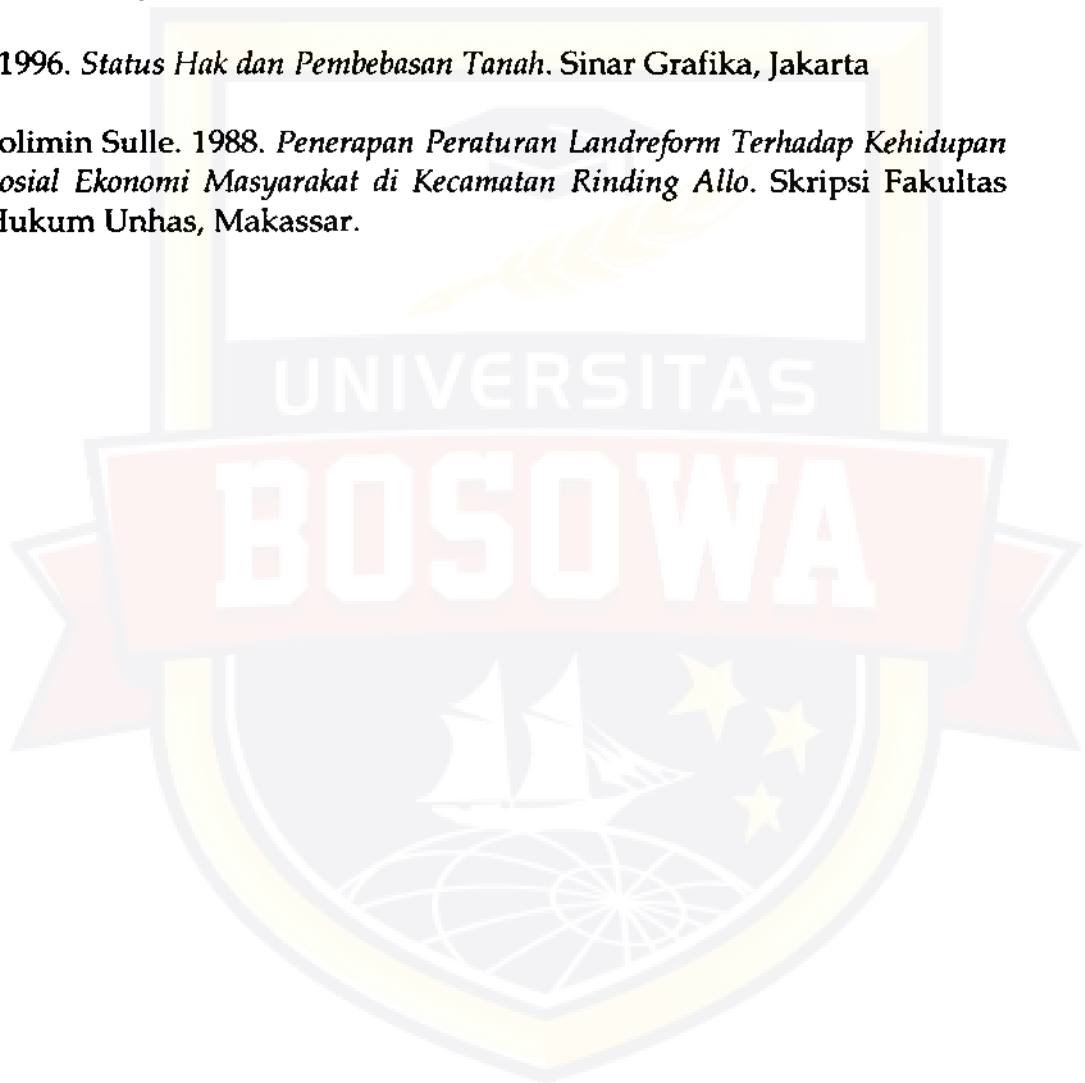 1996. Status Hak dan Pembebasan Tanah. Sinar Grafika, Jakarta
olimin Sulle. 1988. Penerapan Peraturan Landreform Terhadap Kehidupan
osial Ekonomi Masyarakat di Kecamatan Rinding Allo. Skripsi Fakultas
Hukum Unhas, Makassar.
UNIVERSITAS
BOSOWA